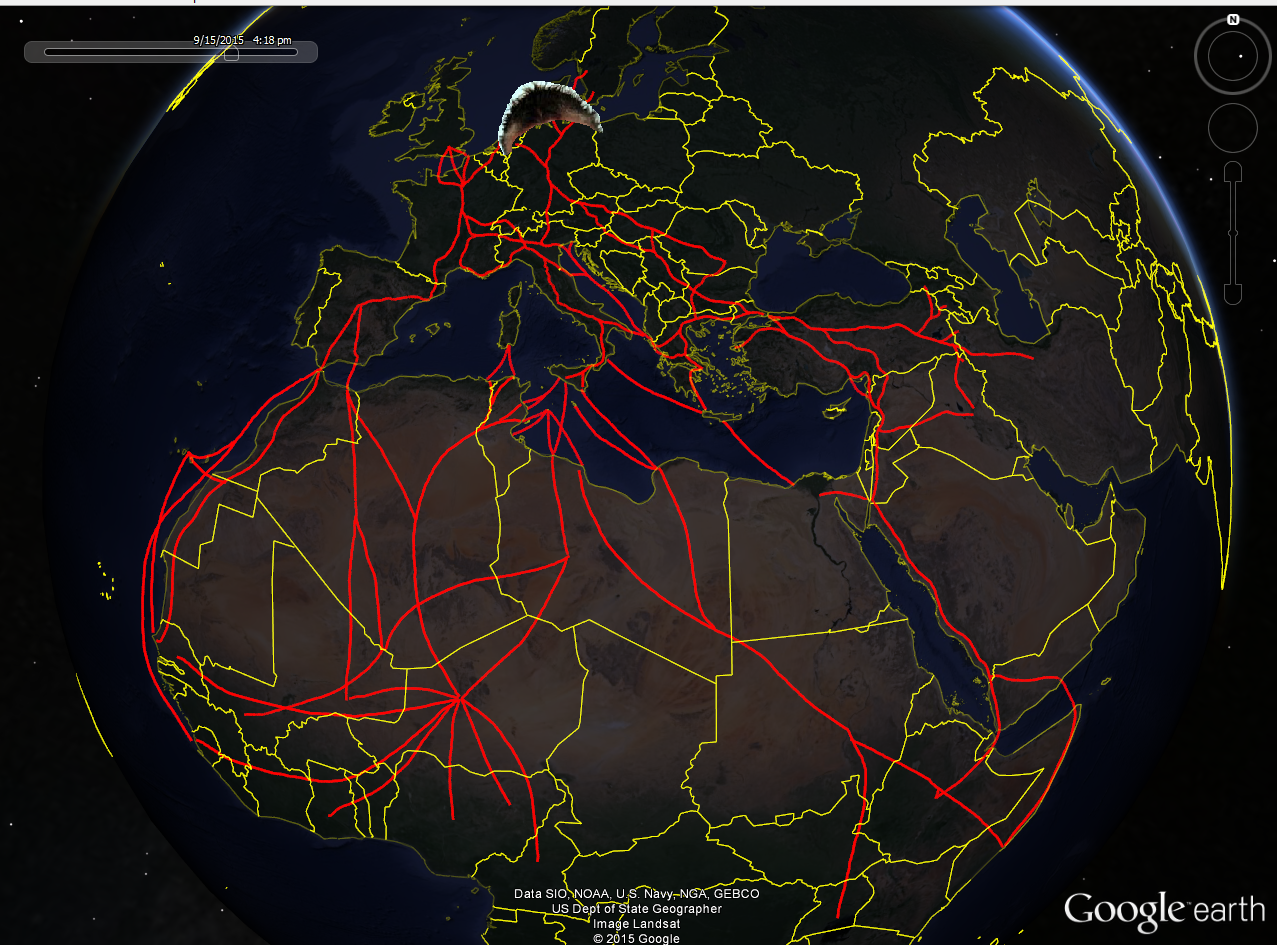 9/15/2015 4:18 pm
N
Data SIO, NOAA, U.S. Navy, NGA, GEBCO
US Dept of State Geographer
Image Landsat
© 2015 Google
Google earth